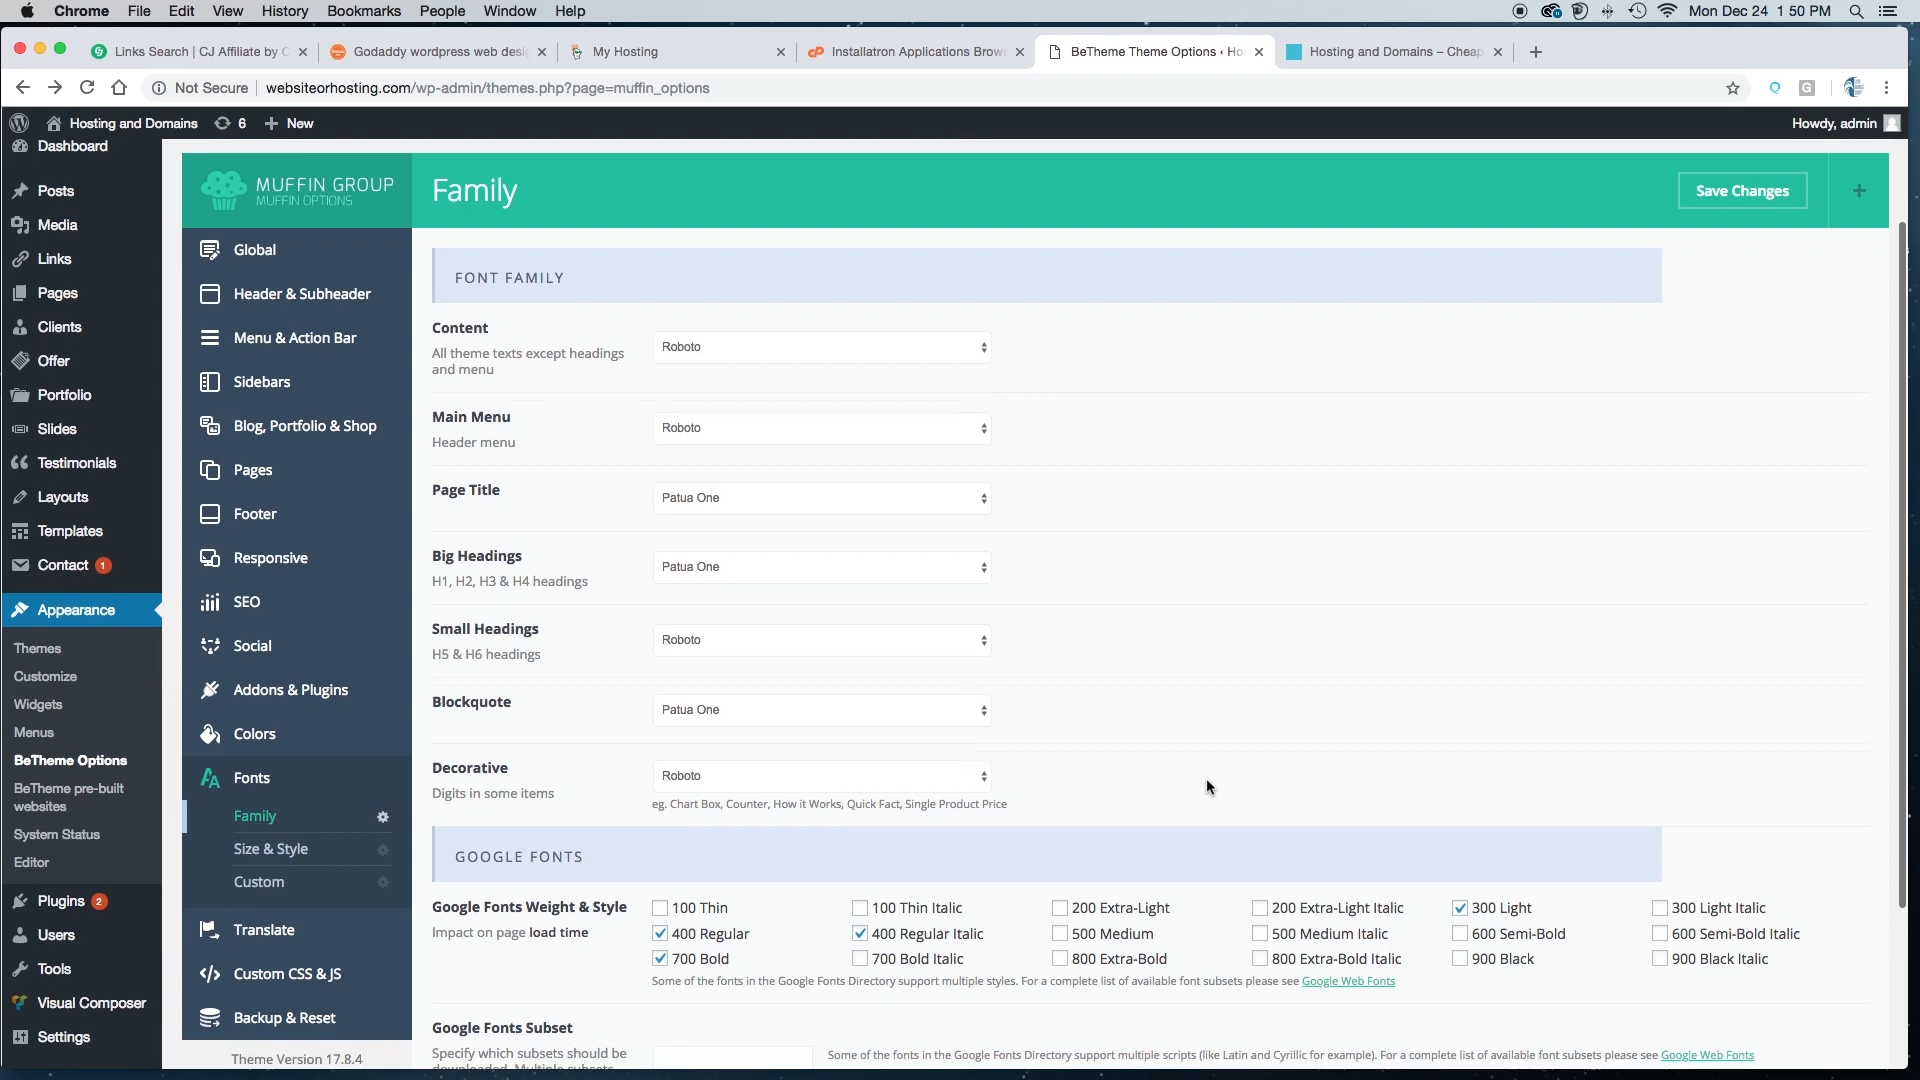 Chrome File Edit View History Bookmarks People Window Help Mon Dec 24 1 50 PM
Links Search | CJ Affiliate by C Godaddy wordpress web desi My Hosting Installatron Applications Brow BeTheme Theme Options ‹ Ho Hosting and Domains – Cheap
Not Secure websiteorhosting.com/wp-admin/themes.php?page=muffin_options
Hosting and Domains 6 New Howdy, admin
Dashboard
Posts
Media
Links
Pages
Clients
Offer
Portfolio
Slides
Testimonials
Layouts
Templates
Contact 1
Appearance
Themes
Customize
Widgets
Menus
BeTheme Options
BeTheme pre-built
websites
System Status
Editor
Plugins 2
Users
Tools
Visual Composer
Settings
MUFFIN GROUP
MUFFIN OPTIONS
Global
Header & Subheader
Menu & Action Bar
Sidebars
Blog, Portfolio & Shop
Pages
Footer
Responsive
SEO
Social
Addons & Plugins
Colors
Fonts
Family
Size & Style
Custom
Translate
Custom CSS & JS
Backup & Reset
Theme Version 17.8.4
Family Save Changes +
FONT FAMILY
Content
All theme texts except headings
and menu
Roboto
Main Menu
Header menu
Roboto
Page Title
Patua One
Big Headings
H1, H2, H3 & H4 headings
Patua One
Small Headings
H5 & H6 headings
Roboto
Blockquote
Patua One
Decorative
Digits in some items
Roboto
eg. Chart Box, Counter, How it Works, Quick Fact, Single Product Price
GOOGLE FONTS
Google Fonts Weight & Style
Impact on page load time
100 Thin 100 Thin Italic 200 Extra-Light 200 Extra-Light Italic 300 Light 300 Light Italic
400 Regular 400 Regular Italic 500 Medium 500 Medium Italic 600 Semi-Bold 600 Semi-Bold Italic
700 Bold 700 Bold Italic 800 Extra-Bold 800 Extra-Bold Italic 900 Black 900 Black Italic
Some of the fonts in the Google Fonts Directory support multiple styles. For a complete list of available font subsets please see Google Web Fonts
Google Fonts Subset
Specify which subsets should be
downloaded. Multiple subsets
Some of the fonts in the Google Fonts Directory support multiple scripts (like Latin and Cyrillic for example). For a complete list of available font subsets please see Google Web Fonts